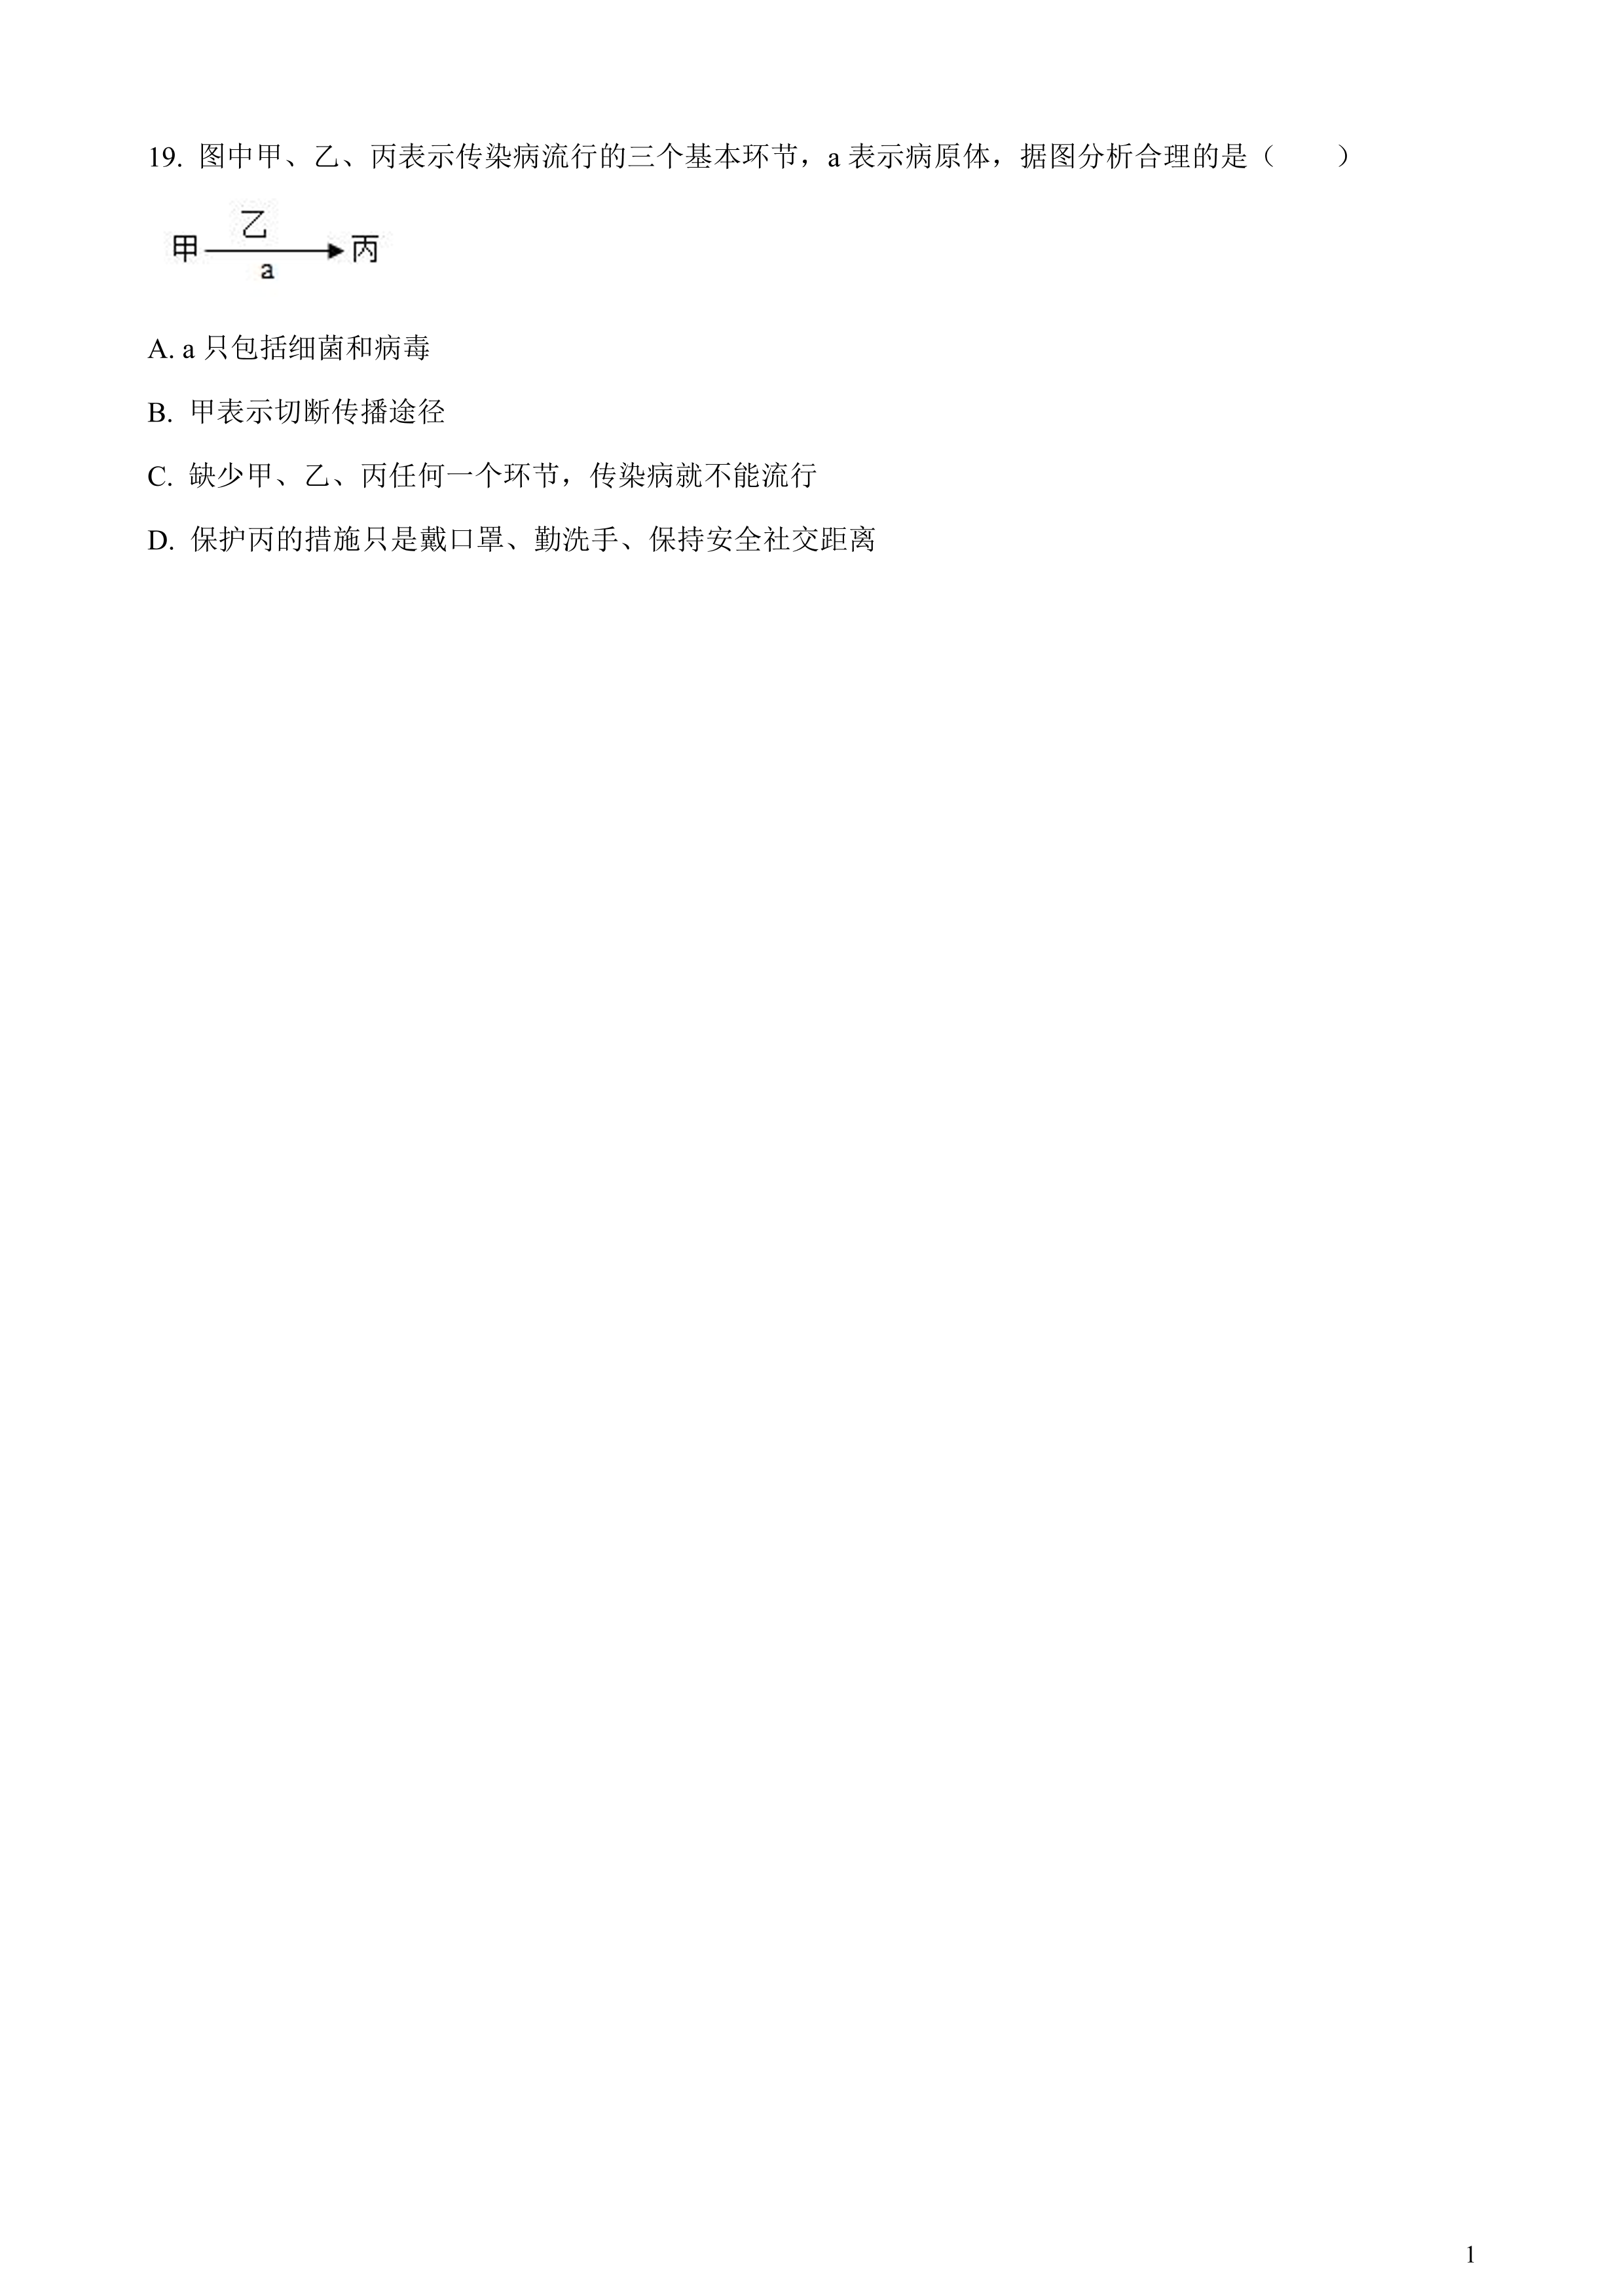 19. 图中甲、乙、丙表示传染病流行的三个基本环节，a 表示病原体，据图分析合理的是（　　）
乙
甲 丙
a
A. a 只包括细菌和病毒
B. 甲表示切断传播途径
C. 缺少甲、乙、丙任何一个环节，传染病就不能流行
D. 保护丙的措施只是戴口罩、勤洗手、保持安全社交距离
1